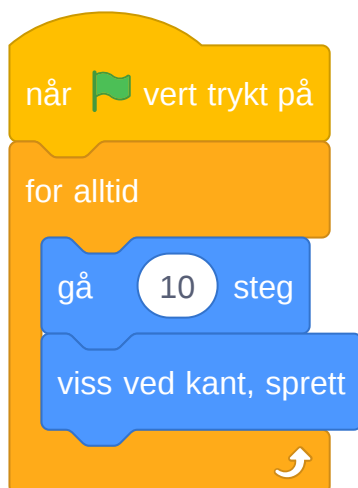 når vert trykt på
for alltid
gå 10 steg
viss ved kant, sprett